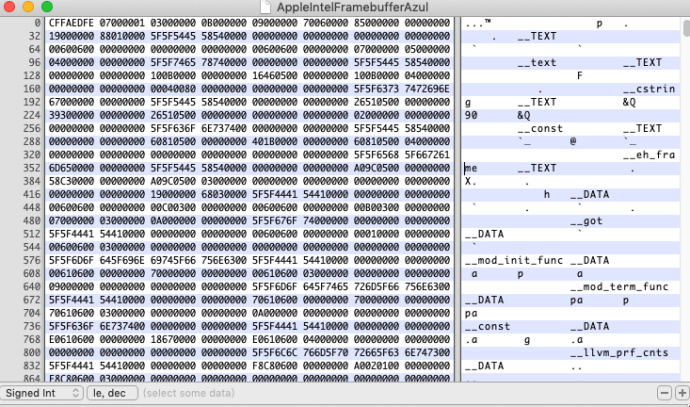 AppleIntelFramebufferAzul
0 CFFAEDFE 07000001 03000000 0B000000 09000000 70060000 85000000 00000000 ...™ p .
32 19000000 88010000 5F5F5445 58540000 00000000 00000000 00000000 00000000 . __TEXT
64 00600600 00000000 00000000 00600600 00000000 07000000 05000000 ` `
96 04000000 00000000 5F5F7465 78740000 00000000 00000000 5F5F5445 58540000 __text __TEXT
128 00000000 00000000 100B0000 00000000 16460500 00000000 100B0000 04000000 F
160 00000000 00000000 00040080 00000000 00000000 00000000 5F5F6373 7472696E . __cstrin
192 67000000 00000000 5F5F5445 58540000 00000000 00000000 26510500 00000000 g __TEXT &Q
224 39300000 00000000 26510500 00000000 00000000 00000000 02000000 00000000 90 &Q
256 00000000 00000000 5F5F636F 6E737400 00000000 00000000 5F5F5445 58540000 __const __TEXT
288 00000000 00000000 60810500 00000000 401B0000 00000000 60810500 04000000
320 00000000 00000000 00000000 00000000 00000000 00000000 5F5F6568 5F667261 __eh_fra
352 6D650000 00000000 5F5F5445 58540000 00000000 00000000 A09C0500 00000000 me __TEXT .
384 58C30000 00000000 A09C0500 03000000 00000000 00000000 00000000 00000000 X. .
416 00000000 00000000 19000000 68030000 5F5F4441 54410000 00000000 00000000 h __DATA
448 00600600 00000000 00C00300 00000000 00600600 00000000 00B00300 00000000 ` . ` .
480 07000000 03000000 0A000000 00000000 5F5F676F 74000000 00000000 00000000 __got
512 5F5F4441 54410000 00000000 00000000 00600600 00000000 00010000 00000000 __DATA `
544 00600600 03000000 00000000 00000000 00000000 00000000 00000000 00000000 `
576 5F5F6D6F 645F696E 69745F66 756E6300 5F5F4441 54410000 00000000 00000000 __mod_init_func __DATA
608 00610600 00000000 70000000 00000000 00610600 03000000 00000000 00000000 a p a
640 09000000 00000000 00000000 00000000 5F5F6D6F 645F7465 726D5F66 756E6300 __mod_term_func
672 5F5F4441 54410000 00000000 00000000 70610600 00000000 70000000 00000000 __DATA pa p
704 70610600 03000000 00000000 00000000 0A000000 00000000 00000000 00000000 pa
736 5F5F636F 6E737400 00000000 00000000 5F5F4441 54410000 00000000 00000000 __const __DATA
768 E0610600 00000000 18670000 00000000 E0610600 04000000 00000000 00000000 .a g .a
800 00000000 00000000 00000000 00000000 5F5F6C6C 766D5F70 72665F63 6E747300 __llvm_prf_cnts
832 5F5F4441 54410000 00000000 00000000 F8C80600 00000000 A0020100 00000000 __DATA ..
864 F8C80600 03000000 00000000 00000000 00000000 00000000 00000000 00000000 ..
Signed Int le, dec (select some data)